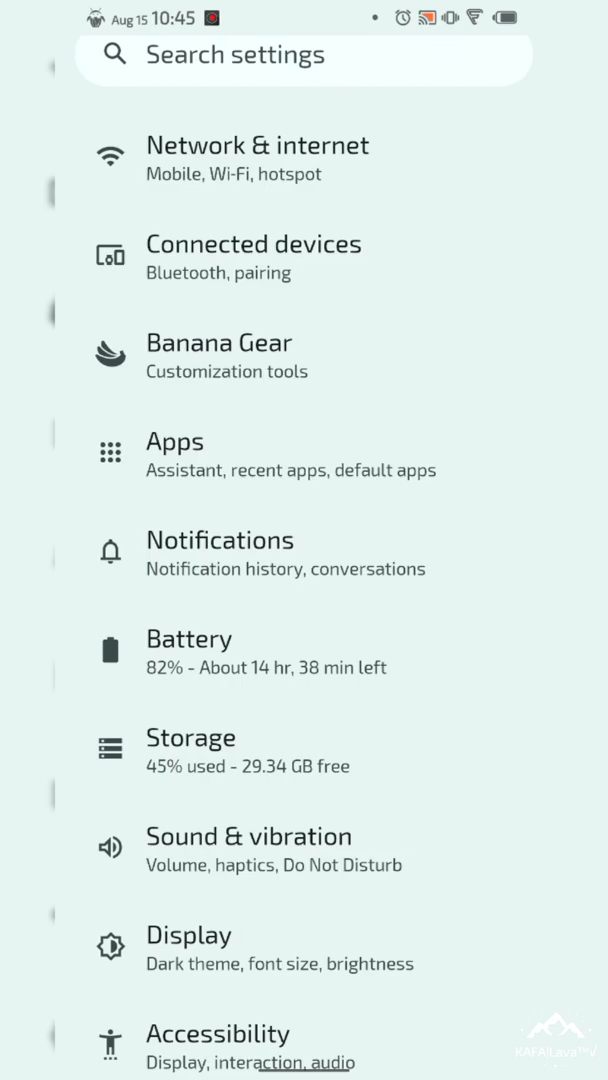 Aug 15 10:45
Search settings
Network & internet
Mobile, Wi-Fi, hotspot
Connected devices
Bluetooth, pairing
Banana Gear
Customization tools
Apps
Assistant, recent apps, default apps
Notifications
Notification history, conversations
Battery
82% - About 14 hr, 38 min left
Storage
45% used - 29.34 GB free
Sound & vibration
Volume, haptics, Do Not Disturb
Display
Dark theme, font size, brightness
Accessibility
Display, interaction, audio